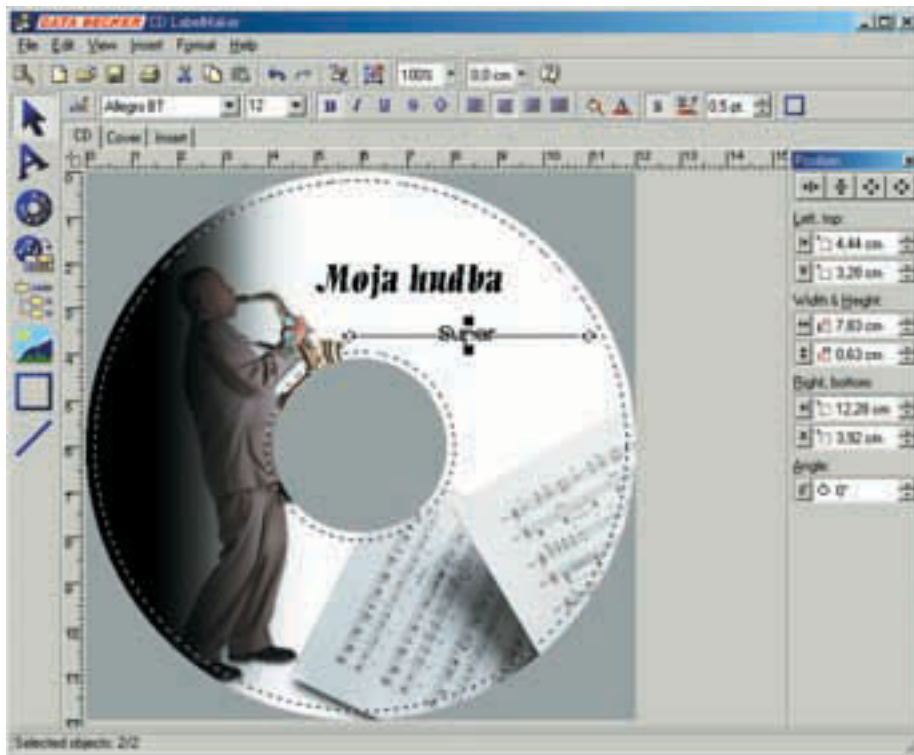 DATA BECKER CD LabelMaker
File Edit View Insert Format Help
100% 0.0 cm
Allegro BT 12 B I U S 0.5 pt.
CD Cover Insert
Position
Left, top:
4.44 cm
3.28 cm
Width & Height:
7.83 cm
0.63 cm
Right, bottom:
12.28 cm
3.92 cm
Angle:
0°
Moja hudba
Super
Selected objects: 2/2